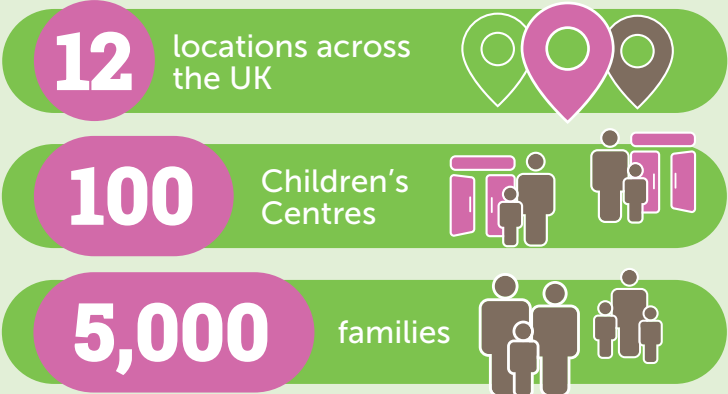 12
locations across
the UK
100
Children's
Centres
5,000
families